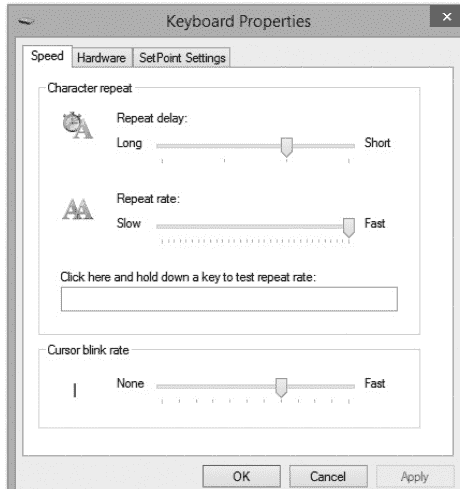 Keyboard Properties
Speed Hardware SetPoint Settings
Character repeat
Repeat delay:
Long Short
Repeat rate:
Slow Fast
Click here and hold down a key to test repeat rate:
Cursor blink rate
None Fast
OK Cancel Apply